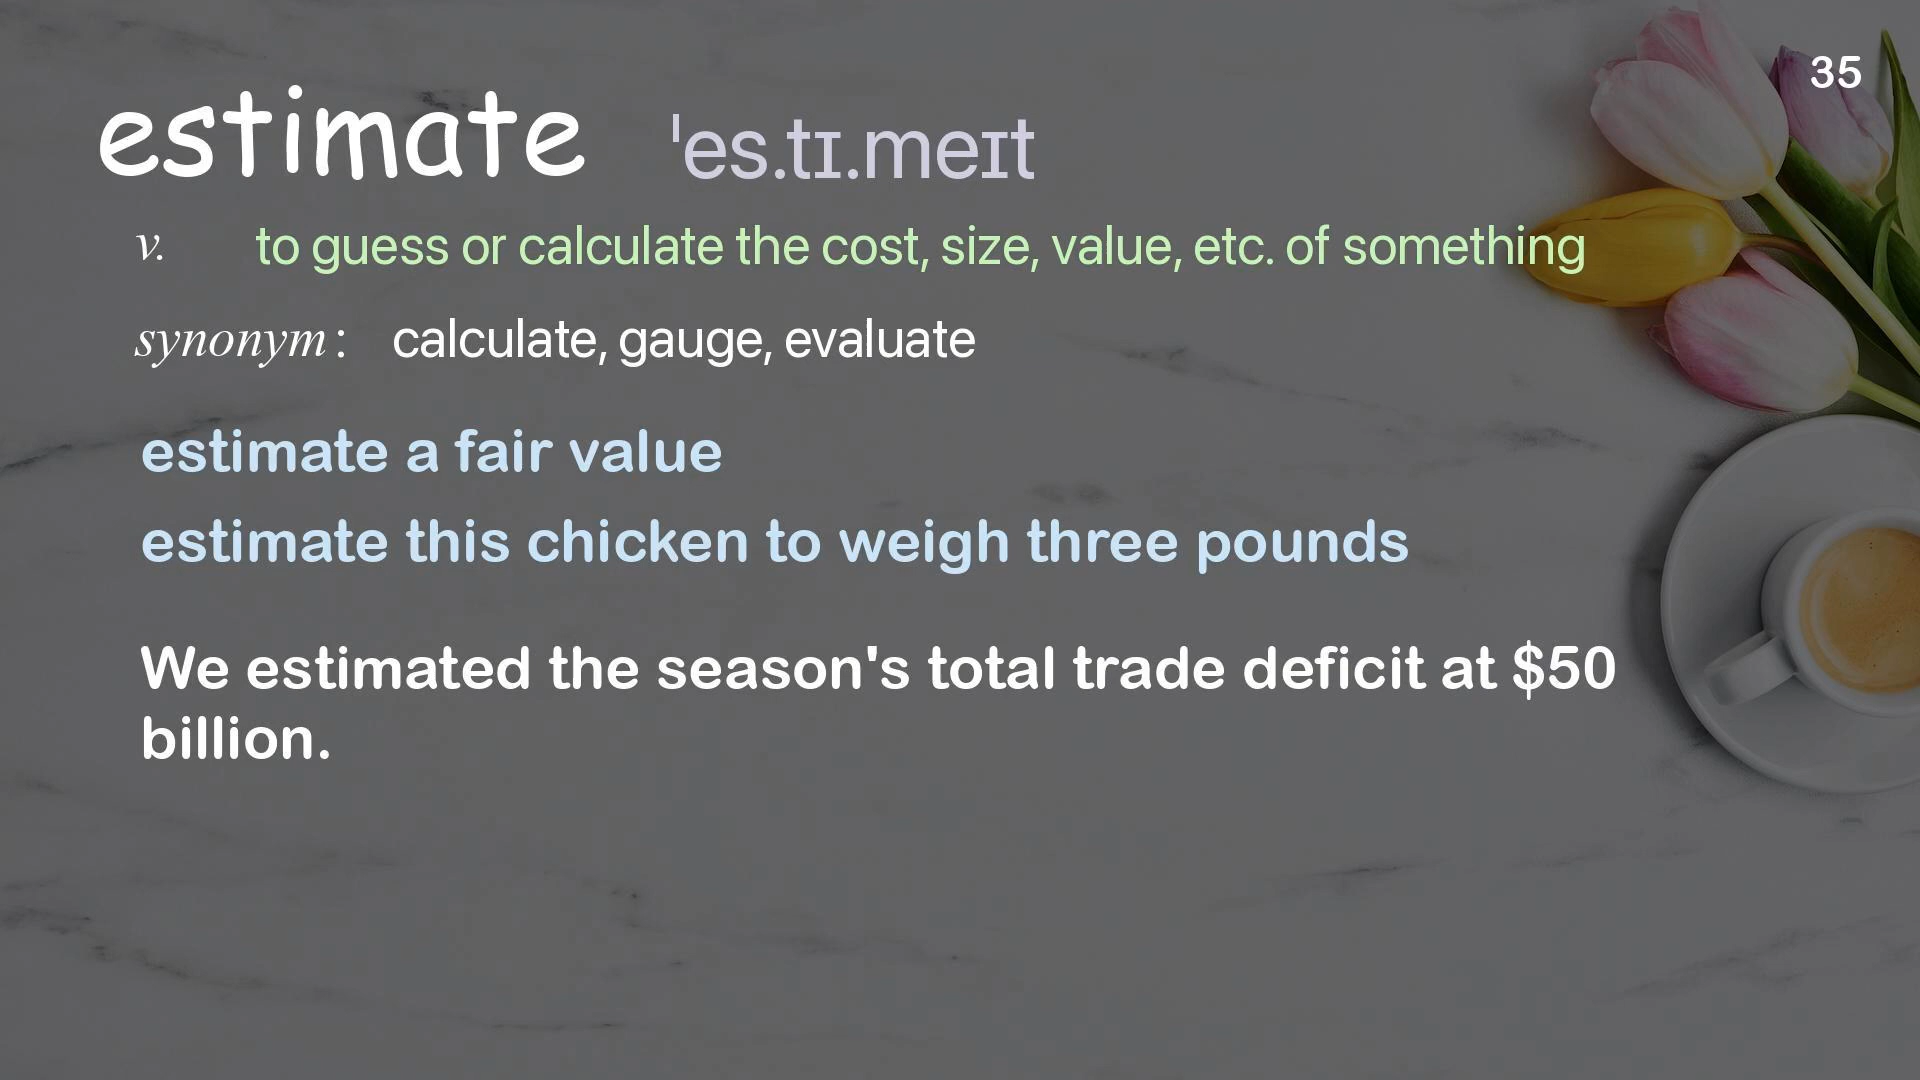 35
estimate ˈes.tɪ.meɪt
v. to guess or calculate the cost, size, value, etc. of something
synonym: calculate, gauge, evaluate
estimate a fair value
estimate this chicken to weigh three pounds
We estimated the season's total trade deficit at $50
billion.